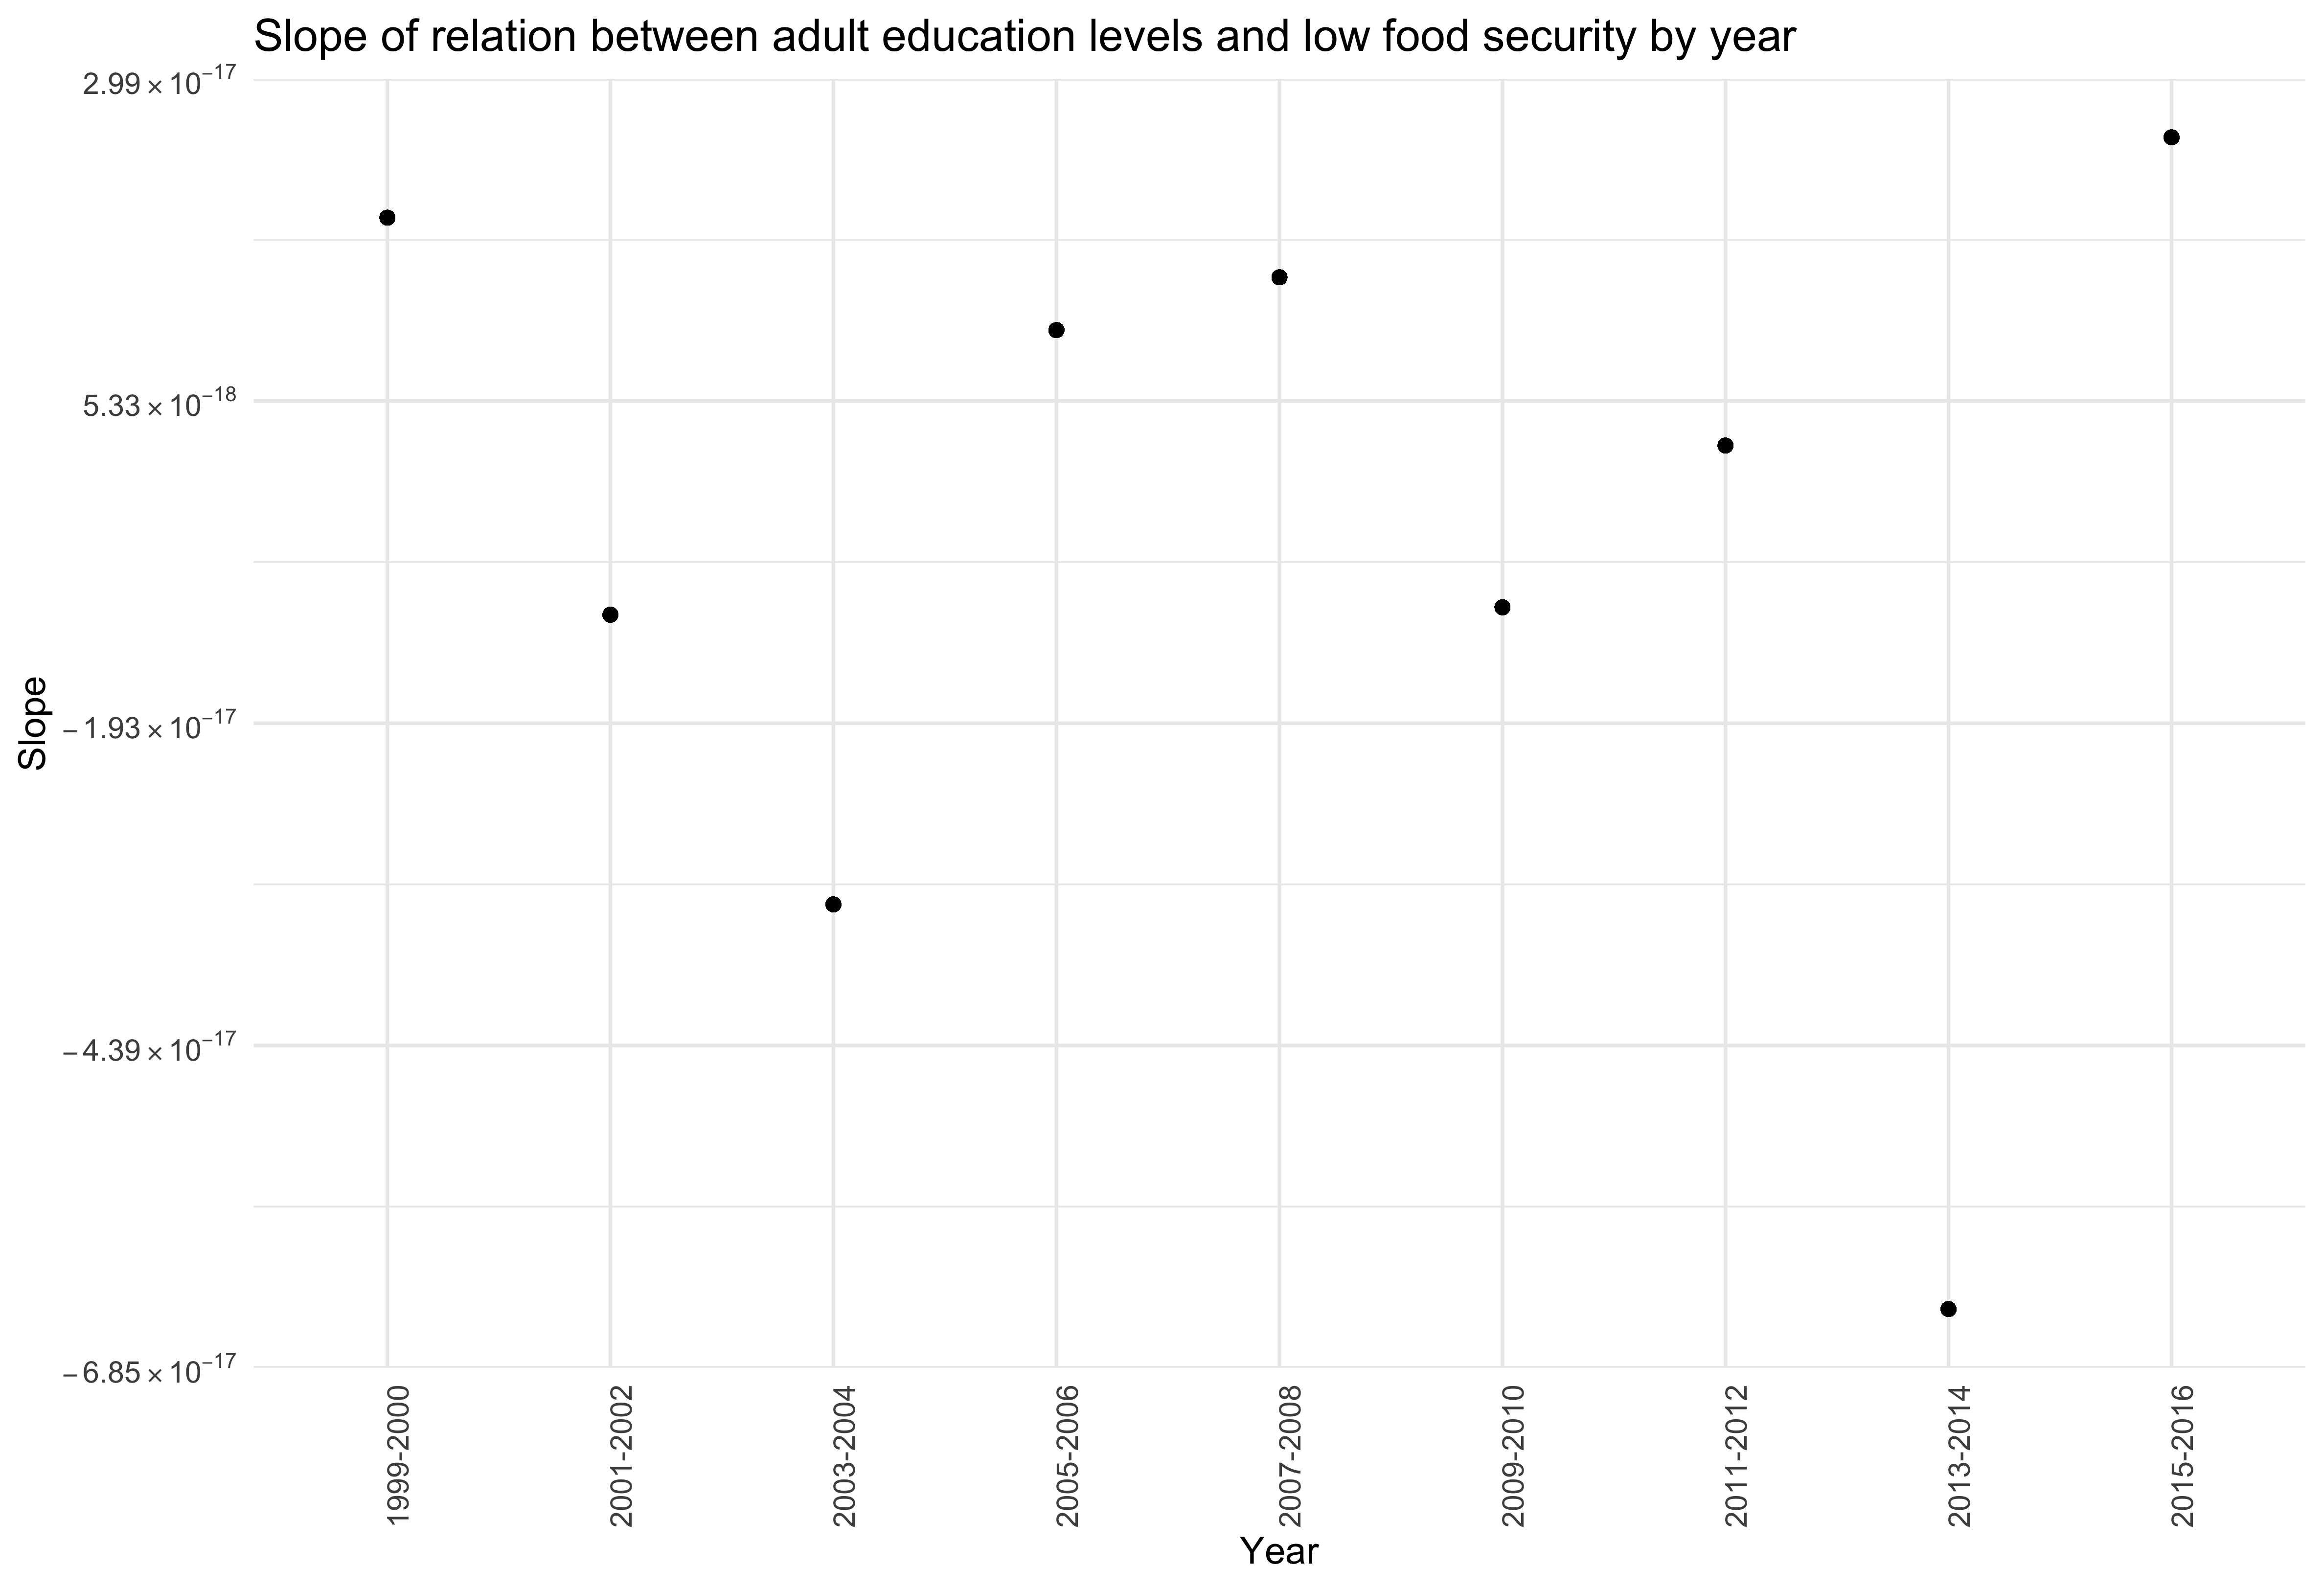 Slope of relation between adult education levels and low food security by year
2.99 × 10⁻¹⁷
5.33 × 10⁻¹⁸
−1.93 × 10⁻¹⁷
−4.39 × 10⁻¹⁷
−6.85 × 10⁻¹⁷
Slope
1999-2000
2001-2002
2003-2004
2005-2006
2007-2008
2009-2010
2011-2012
2013-2014
2015-2016
Year